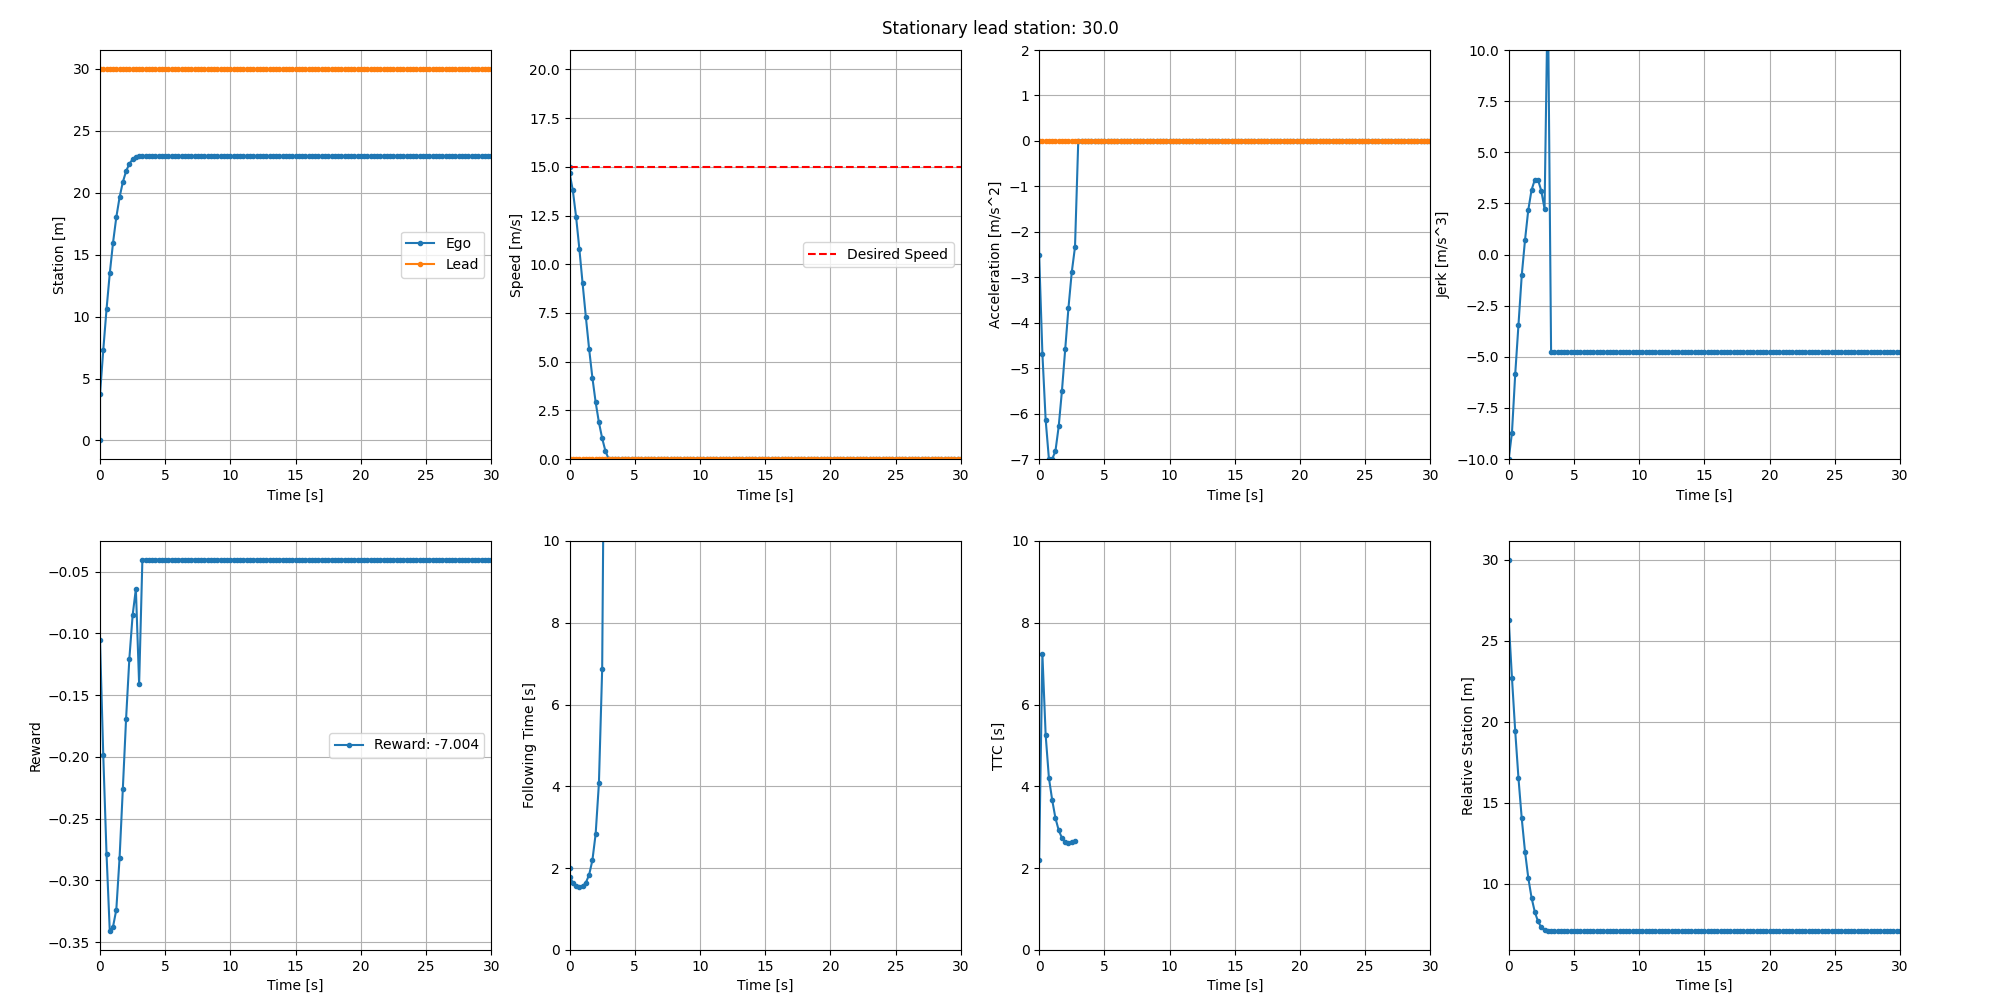 Stationary lead station: 30.0
30
25
20
15
10
5
0
Station [m]
Ego
Lead
0 5 10 15 20 25 30
Time [s]
20.0
17.5
15.0
12.5
10.0
7.5
5.0
2.5
0.0
Speed [m/s]
Desired Speed
0 5 10 15 20 25 30
Time [s]
2
1
0
−1
−2
−3
−4
−5
−6
−7
Acceleration [m/s^2]
0 5 10 15 20 25 30
Time [s]
10.0
7.5
5.0
2.5
0.0
−2.5
−5.0
−7.5
−10.0
Jerk [m/s^3]
0 5 10 15 20 25 30
Time [s]
−0.05
−0.10
−0.15
−0.20
−0.25
−0.30
−0.35
Reward
Reward: -7.004
0 5 10 15 20 25 30
Time [s]
10
8
6
4
2
0
Following Time [s]
0 5 10 15 20 25 30
Time [s]
10
8
6
4
2
0
TTC [s]
0 5 10 15 20 25 30
Time [s]
30
25
20
15
10
Relative Station [m]
0 5 10 15 20 25 30
Time [s]